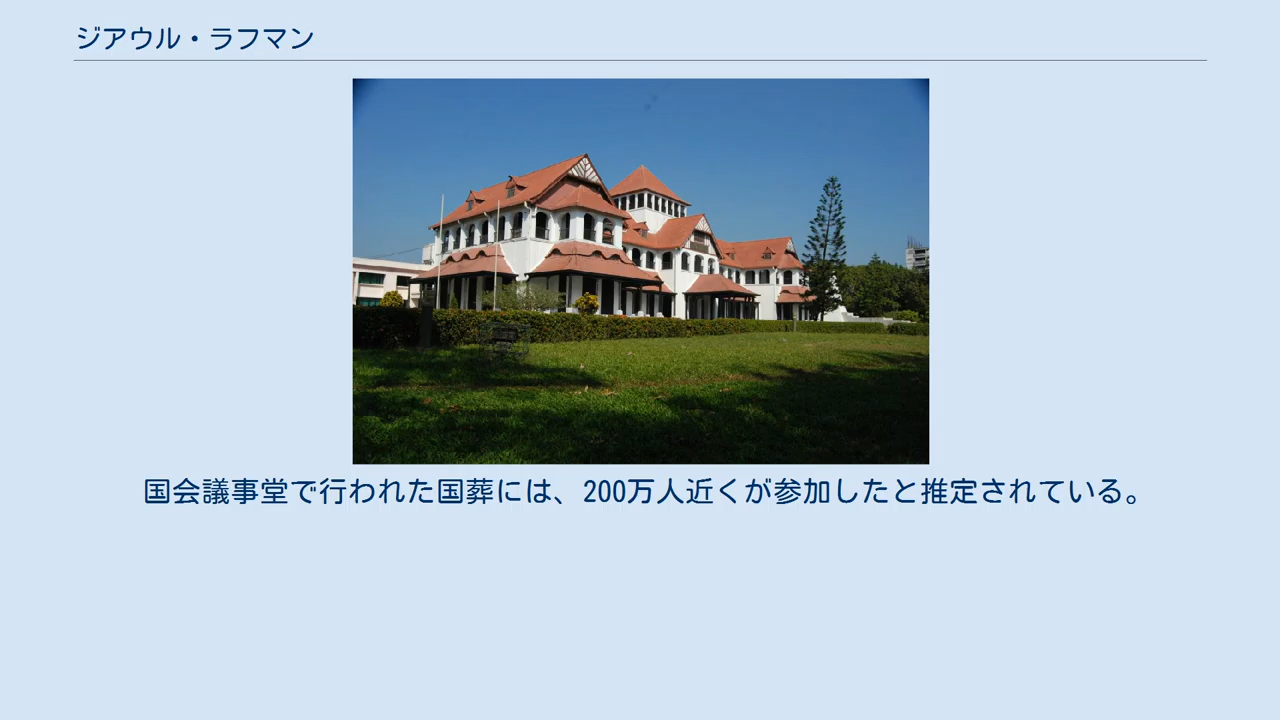 ジアウル・ラフマン
国会議事堂で行われた国葬には、200万人近くが参加したと推定されている。